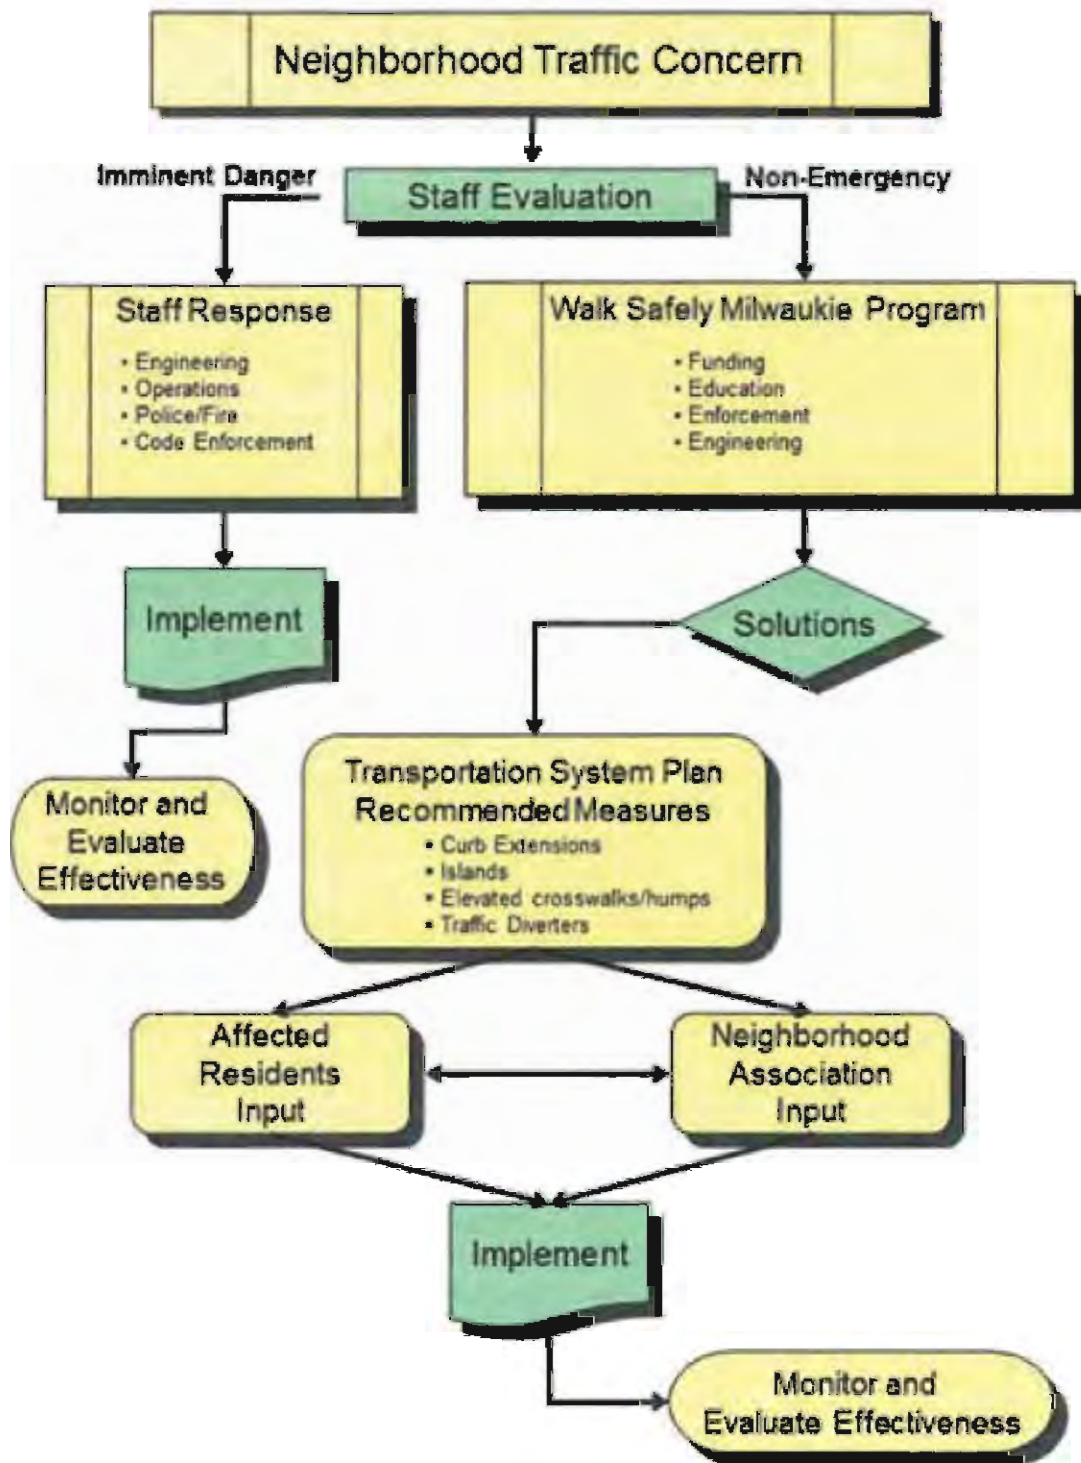 Neighborhood Traffic Concern
Imminent Danger
Staff Evaluation
Non-Emergency
Staff Response
• Engineering
• Operations
• Police/Fire
• Code Enforcement
Walk Safely Milwaukie Program
• Funding
• Education
• Enforcement
• Engineering
Implement
Solutions
Monitor and
Evaluate
Effectiveness
Transportation System Plan
Recommended Measures
• Curb Extensions
• Islands
• Elevated crosswalks/humps
• Traffic Diverters
Affected
Residents
Input
Neighborhood
Association
Input
Implement
Monitor and
Evaluate Effectiveness